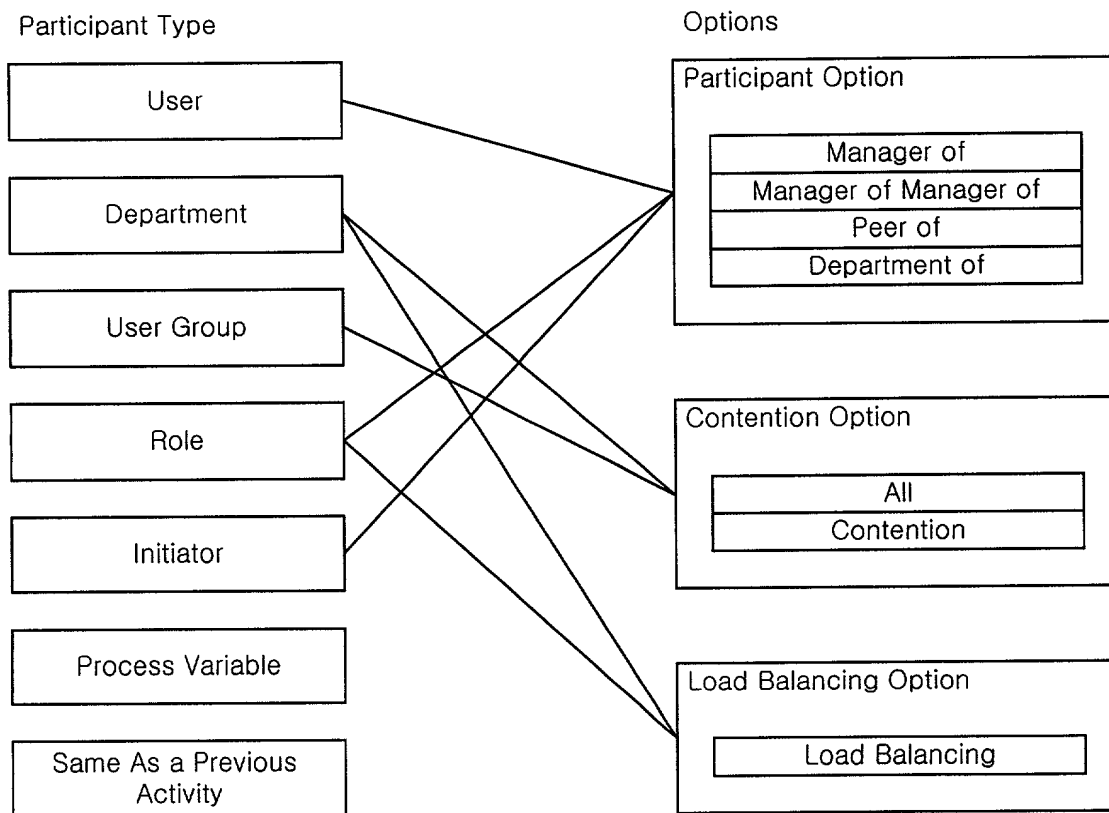 Participant Type
User
Department
User Group
Role
Initiator
Process Variable
Same As a Previous
Activity
Options
Participant Option
Manager of
Manager of Manager of
Peer of
Department of
Contention Option
All
Contention
Load Balancing Option
Load Balancing